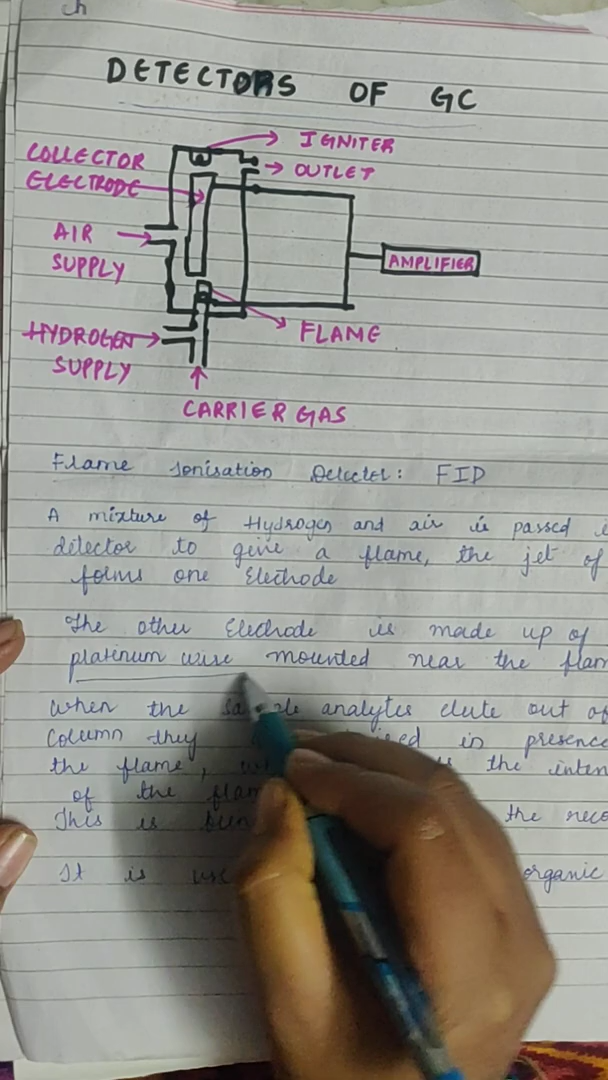 ch
DETECTORS OF GC
IGNITER
COLLECTOR
ELECTRODE
OUTLET
AIR
SUPPLY
AMPLIFIER
HYDROGEN
SUPPLY
FLAME
CARRIER GAS
Flame Ionisation Detector: FID
A mixture of Hydrogen and air is passed
detector to give a flame, the jet of
forms one Electrode
The other Electrode is made up of
platinum wire mounted near the flam
when the analytes elute out of
column they in presence
the flame, the inten
of the flam
This is the reco
It is organic